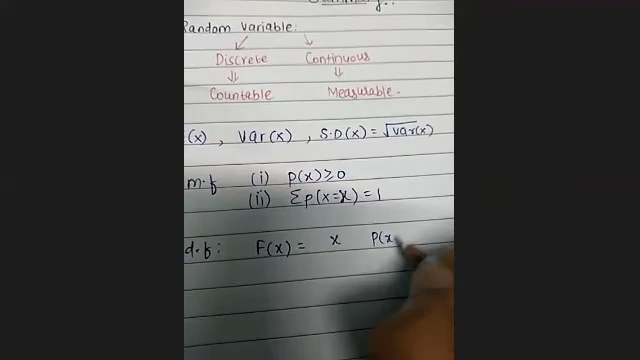 Random Variable:
↙ ↘
Discrete Continuous
⇓ ⇓
Countable Measurable.
(x) , Var(x) , S.D(x) = √var(x)
m.f (i) p(x) ≥ 0
(ii) Σp(x=x) = 1
d.f : F(x) = x P(x